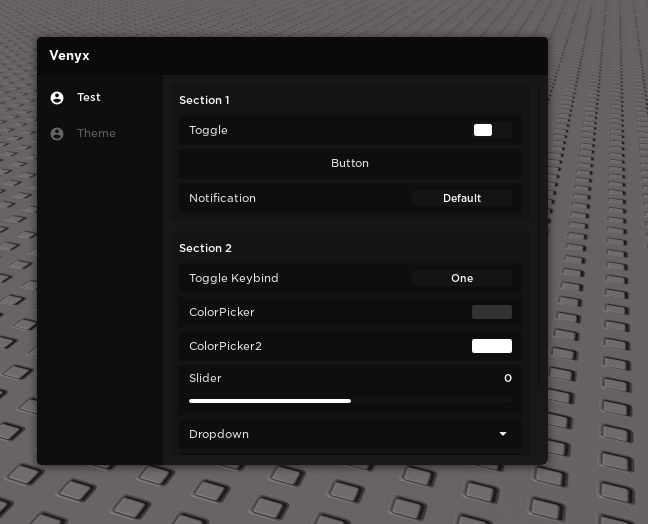 Venyx
Test
Theme
Section 1
Toggle
Button
Notification Default
Section 2
Toggle Keybind One
ColorPicker
ColorPicker2
Slider 0
Dropdown